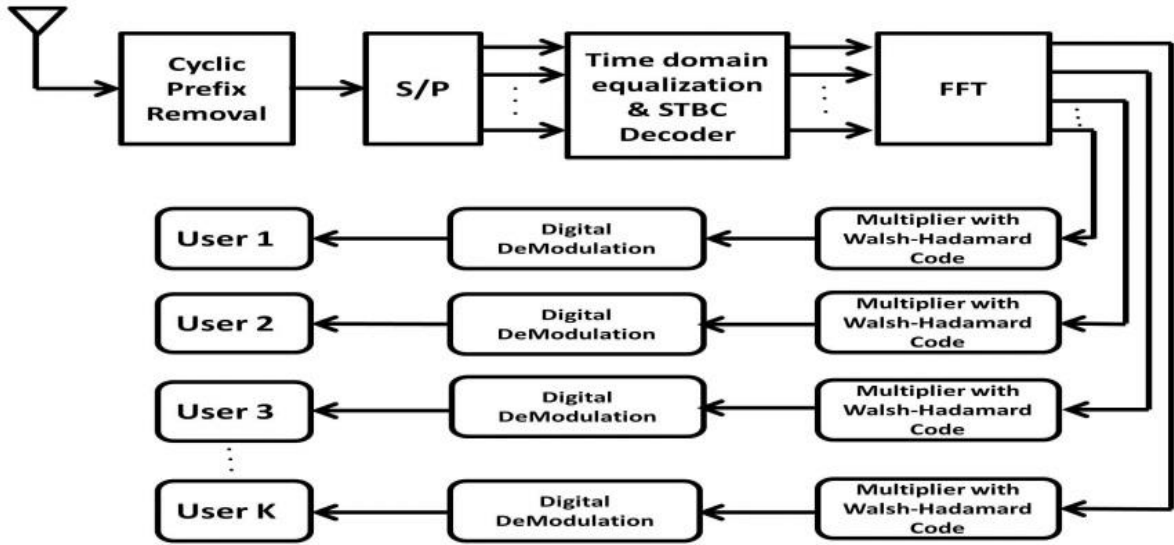 Cyclic
Prefix
Removal
S/P
Time domain
equalization
& STBC
Decoder
FFT
User 1
Digital
DeModulation
Multiplier with
Walsh-Hadamard
Code
User 2
Digital
DeModulation
Multiplier with
Walsh-Hadamard
Code
User 3
Digital
DeModulation
Multiplier with
Walsh-Hadamard
Code
User K
Digital
DeModulation
Multiplier with
Walsh-Hadamard
Code